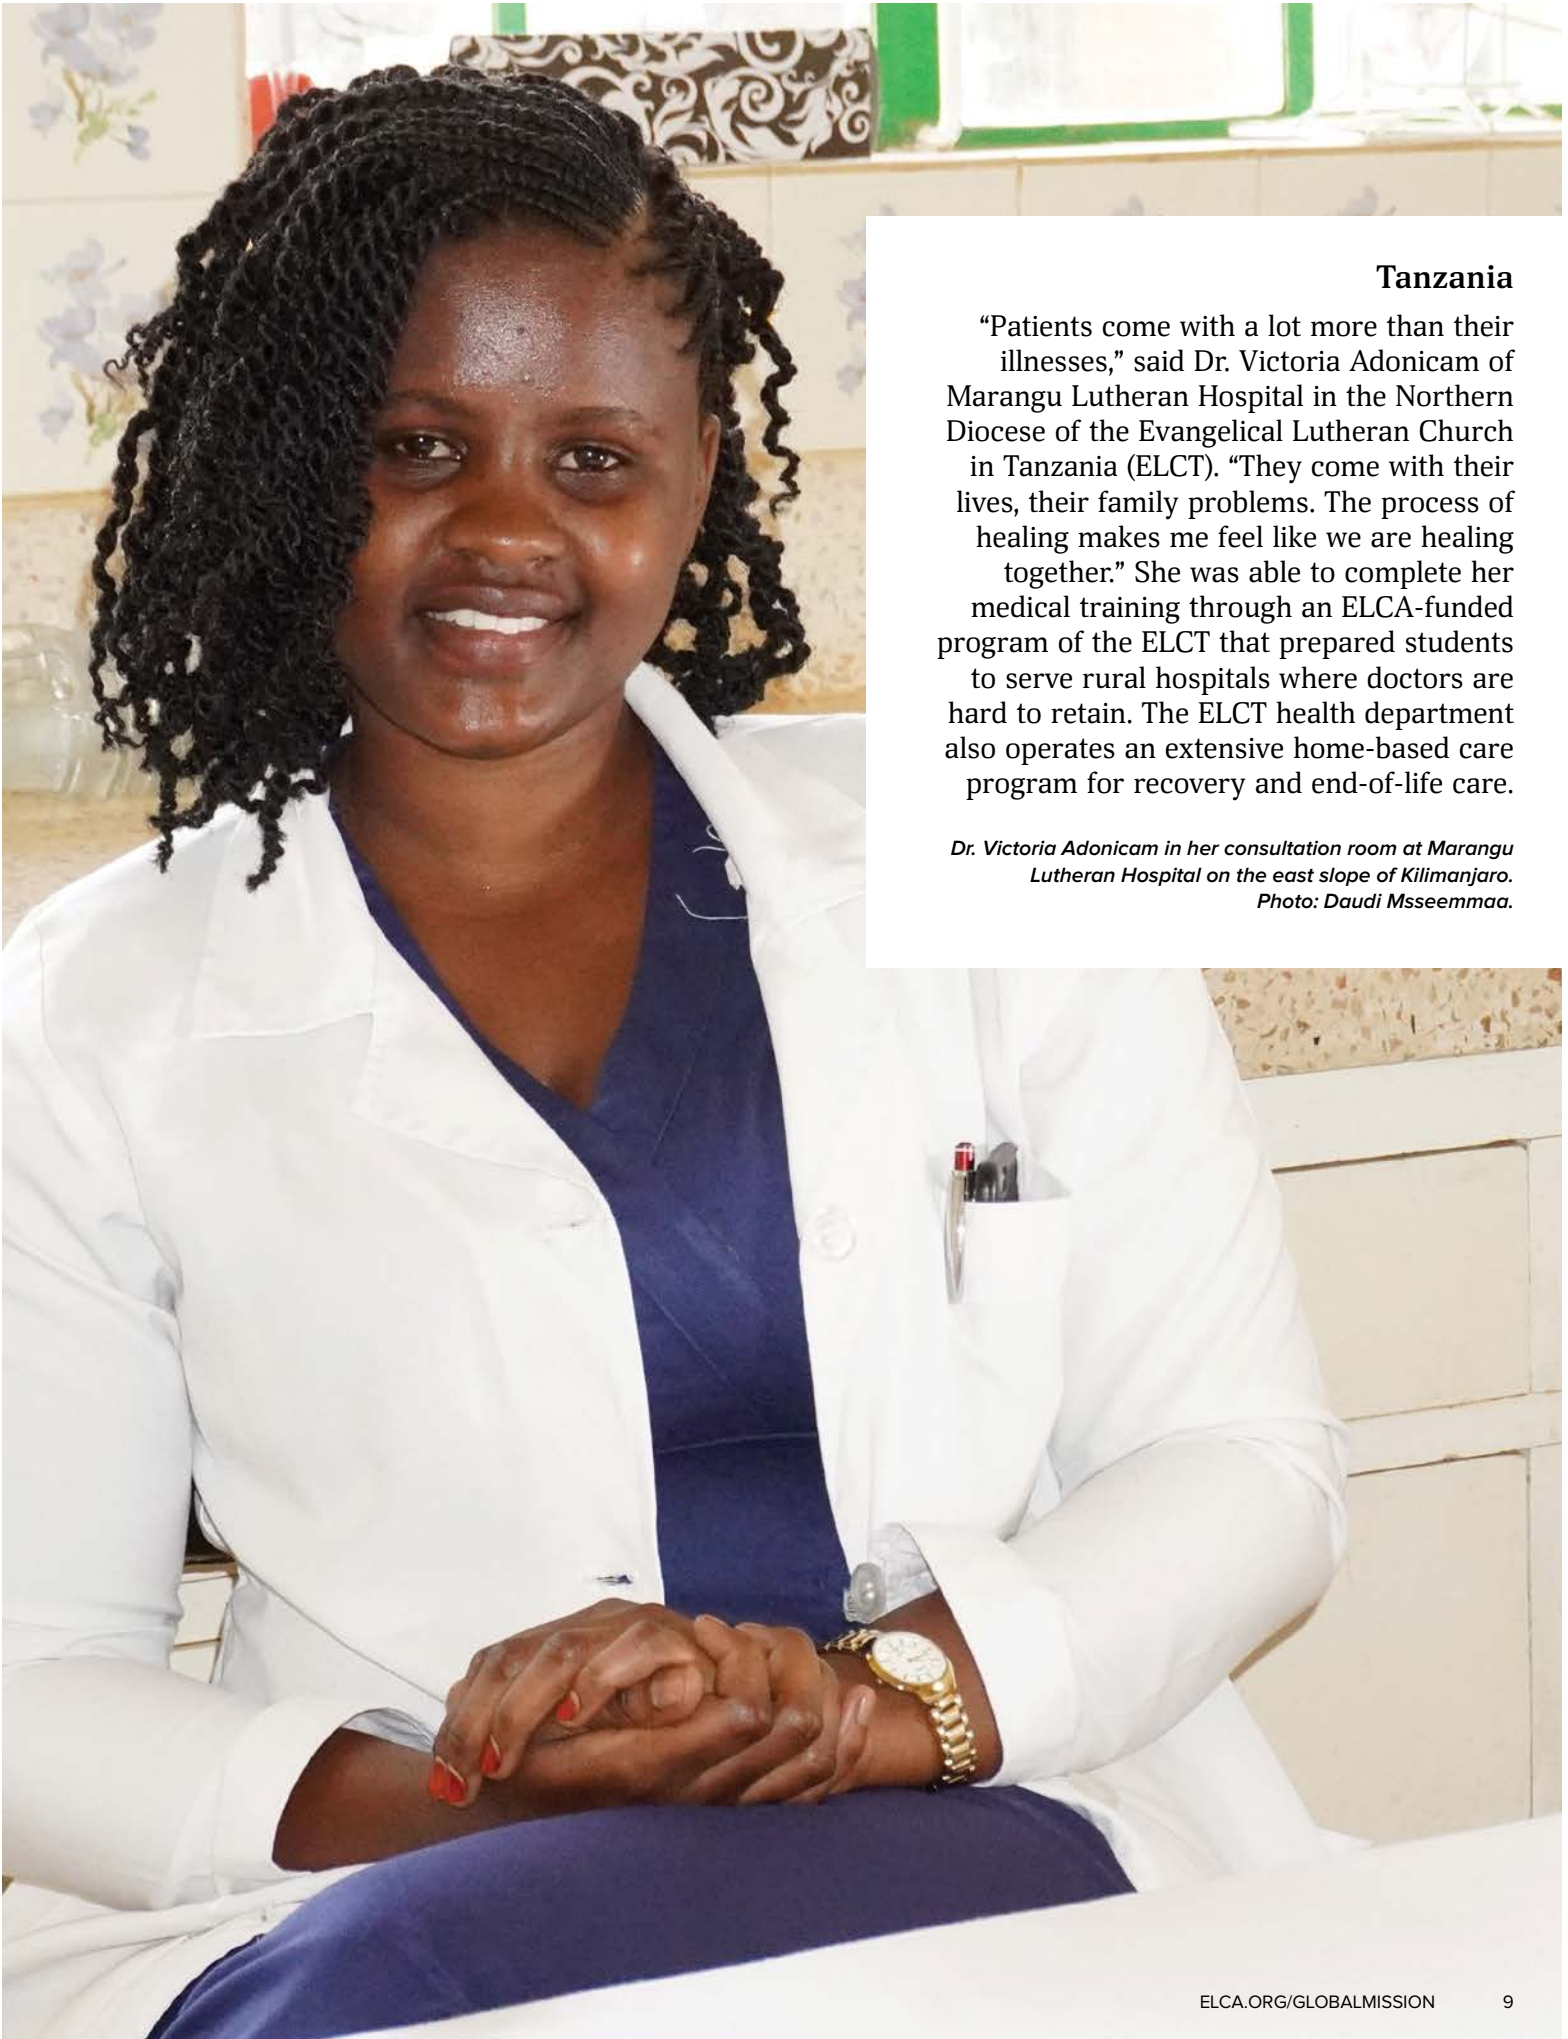 Tanzania
“Patients come with a lot more than their
illnesses,” said Dr. Victoria Adonicam of
Marangu Lutheran Hospital in the Northern
Diocese of the Evangelical Lutheran Church
in Tanzania (ELCT). “They come with their
lives, their family problems. The process of
healing makes me feel like we are healing
together.” She was able to complete her
medical training through an ELCA-funded
program of the ELCT that prepared students
to serve rural hospitals where doctors are
hard to retain. The ELCT health department
also operates an extensive home-based care
program for recovery and end-of-life care.
Dr. Victoria Adonicam in her consultation room at Marangu
Lutheran Hospital on the east slope of Kilimanjaro.
Photo: Daudi Msseemmaa.
ELCA.ORG/GLOBALMISSION 9